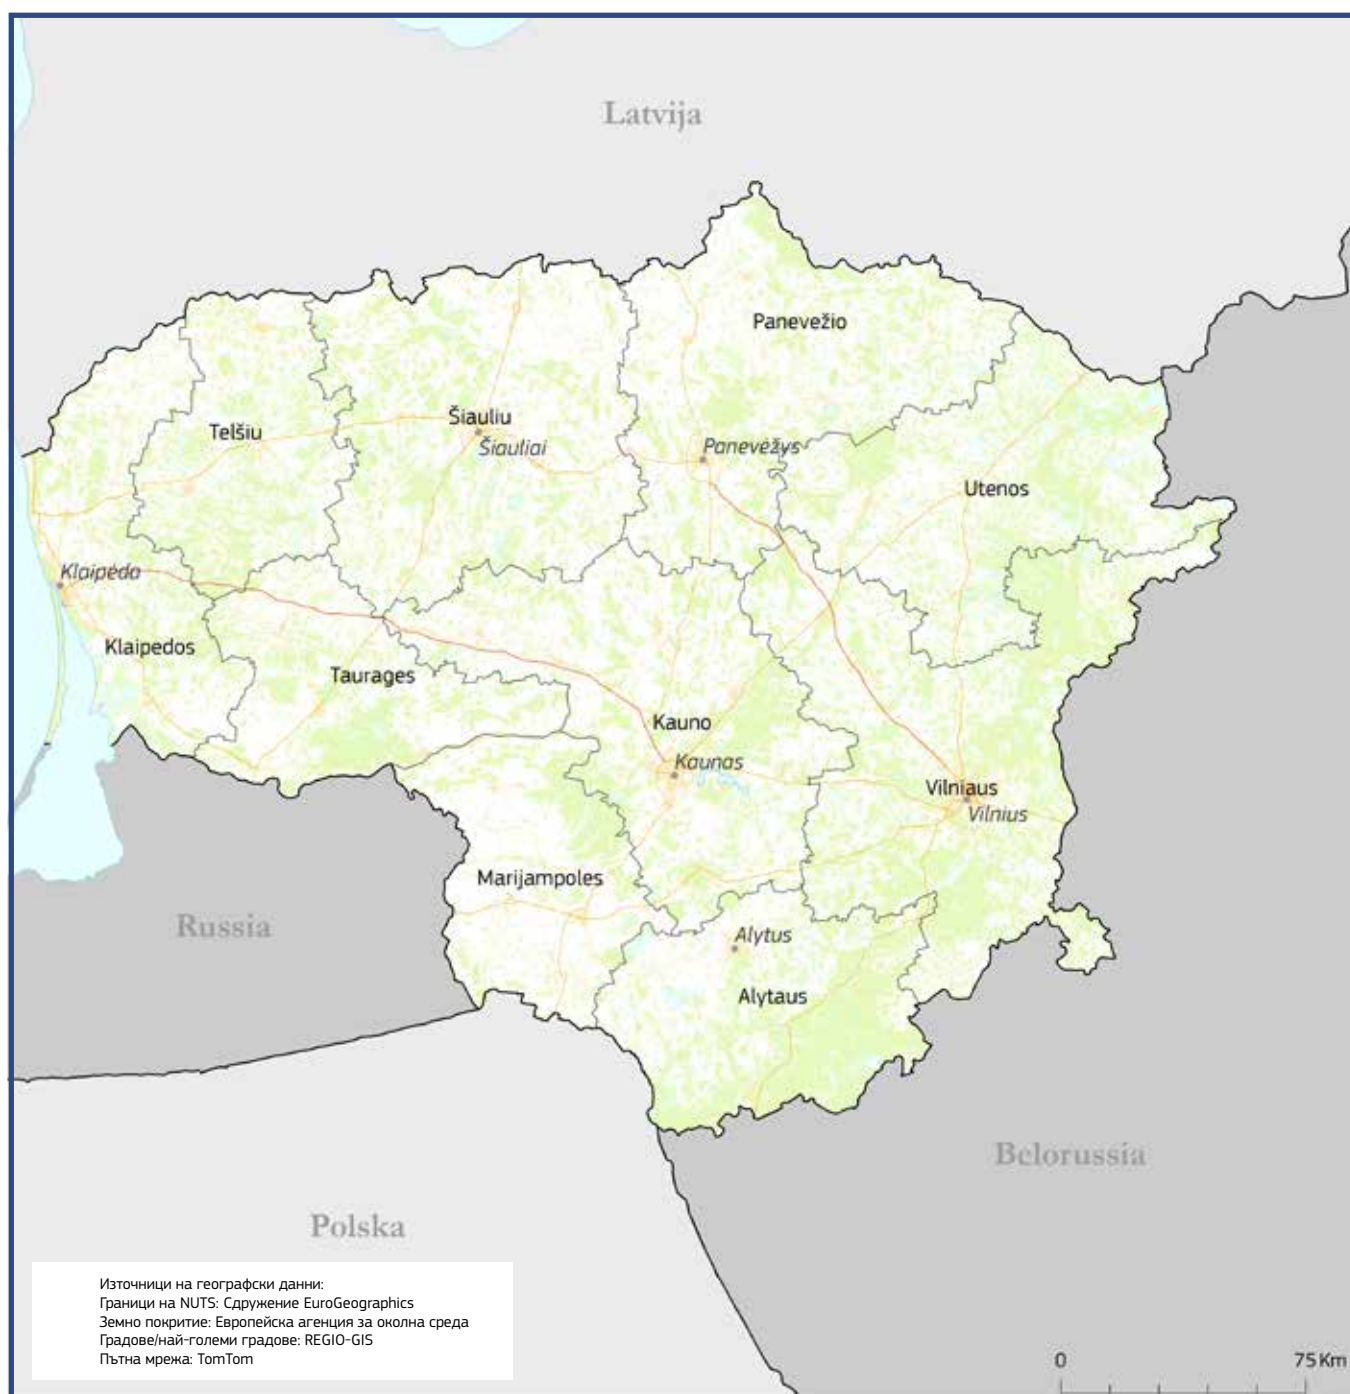 Latvija
Panevežio
Šiauliu
Šiauliai
Telšiu
Panevėžys
Utenos
Klaipėda
Klaipedos
Taurages
Kauno
Kaunas
Vilniaus
Vilnius
Marijampoles
Russia
Alytus
Alytaus
Belorussia
Polska
Източници на географски данни:
Граници на NUTS: Сдружение EuroGeographics
Земно покритие: Европейска агенция за околна среда
Градове/най-големи градове: REGIO-GIS
Пътна мрежа: TomTom
0 75 Km